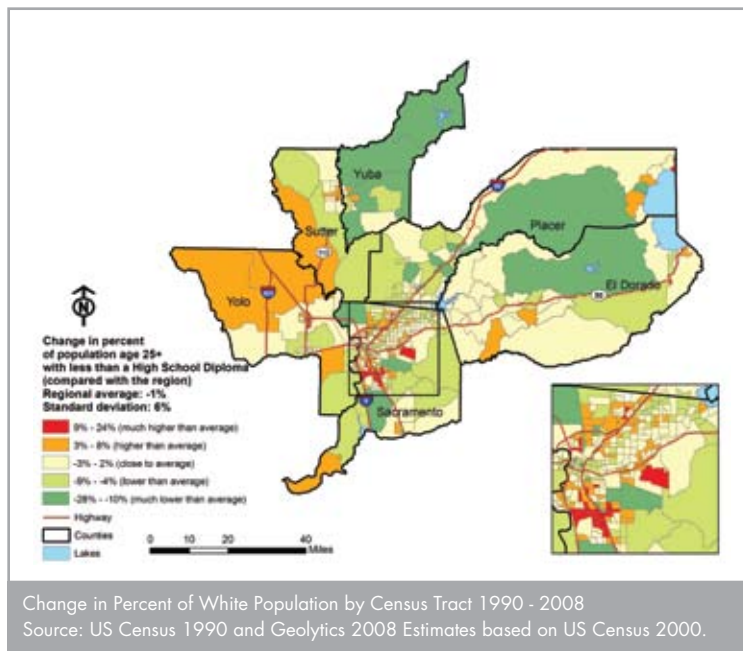 Yuba
Sutter
Placer
Yolo
El Dorado
Sacramento
N
Change in percent
of population age 25+
with less than a High School Diploma
(compared with the region)
Regional average: -1%
Standard deviation: 6%
9% - 24% (much higher than average)
3% - 8% (higher than average)
-3% - 2% (close to average)
-9% - -4% (lower than average)
-28% - -10% (much lower than average)
Highway
Counties
Lakes
0 10 20 40
Miles
Change in Percent of White Population by Census Tract 1990 - 2008
Source: US Census 1990 and Geolytics 2008 Estimates based on US Census 2000.